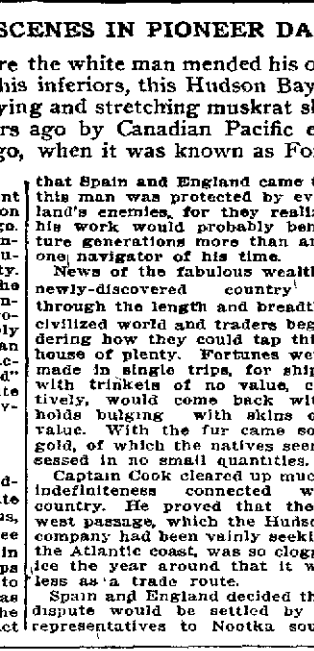 SCENES IN PIONEER DA
re the white man mended his o
his inferiors, this Hudson Bay
ying and stretching muskrat s
rs ago by Canadian Pacific e
go, when it was known as Fo
that Spain and England came t
this man was protected by ev
land's enemies, for they realiz
his work would probably ben
ture generations more than an
one navigator of his time.
News of the fabulous wealth
newly-discovered country
through the length and breadt
civilized world and traders beg
dering how they could tap thi
house of plenty. Fortunes we
made in single trips, for ship
with trinkets of no value, c
tively, would come back wit
holds bulging with skins o
value. With the fur came so
gold, of which the natives see
sessed in no small quantities.
Captain Cook cleared up muc
indefiniteness connected w
country. He proved that the
west passage, which the Huds
company had been vainly seeki
the Atlantic coast, was so clogg
ice the year around that it w
less as a trade route.
Spain and England decided th
dispute would be settled by
representatives to Nootka sou